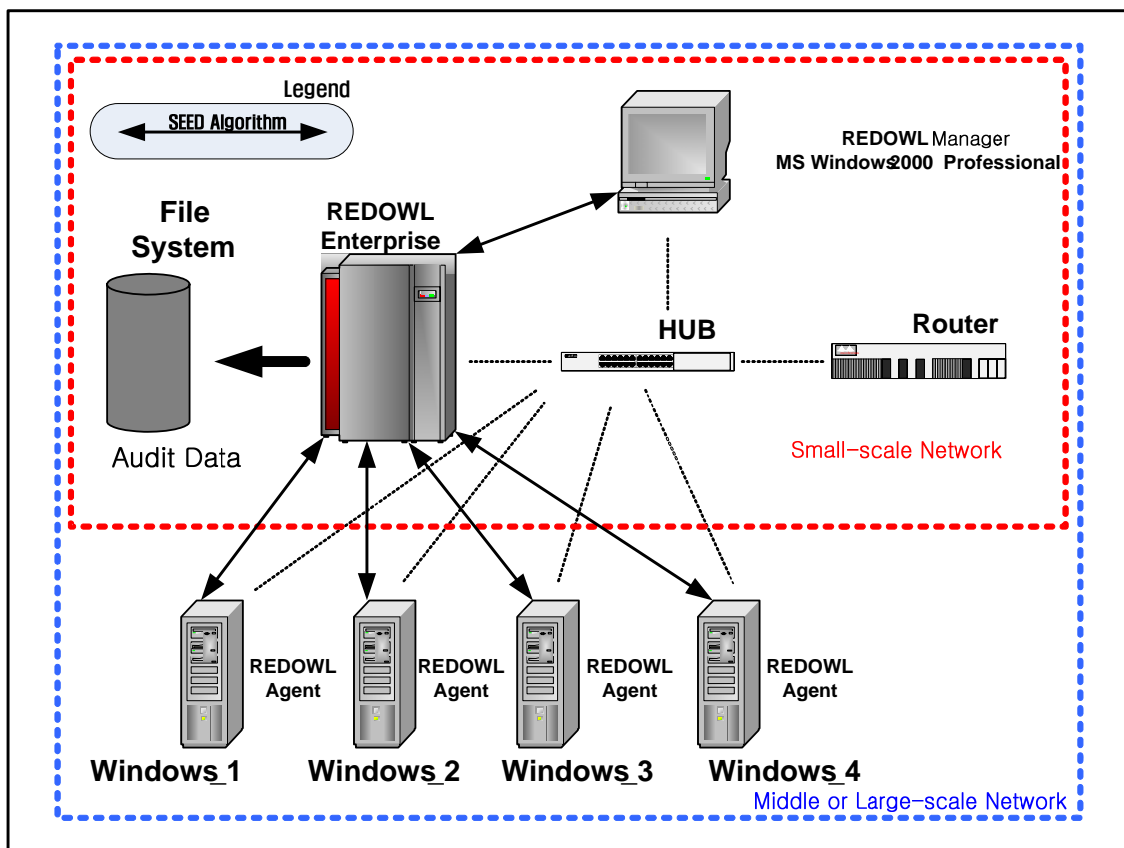 Legend
SEED Algorithm
REDOWL Manager
MS Windows2000 Professional
File
System
REDOWL
Enterprise
HUB
Router
Audit Data
Small-scale Network
REDOWL
Agent
REDOWL
Agent
REDOWL
Agent
REDOWL
Agent
Windows_1
Windows_2
Windows_3
Windows_4
Middle or Large-scale Network